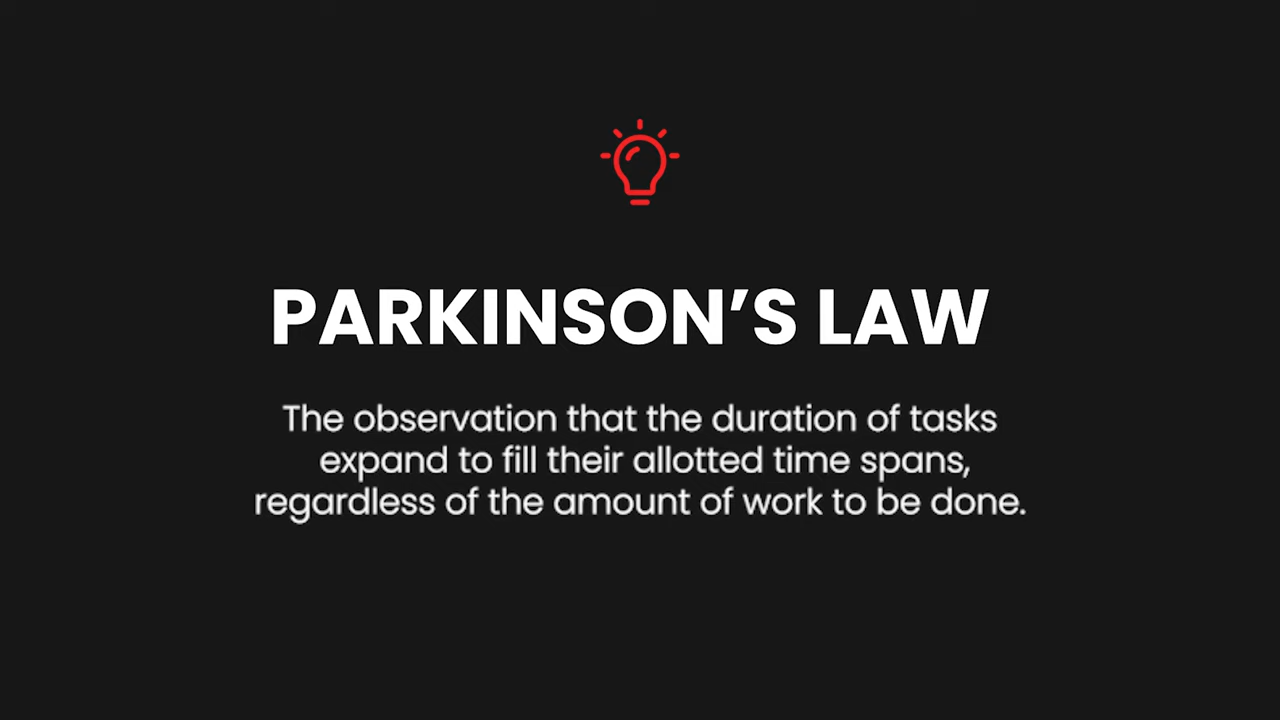 PARKINSON’S LAW
The observation that the duration of tasks
expand to fill their allotted time spans,
regardless of the amount of work to be done.